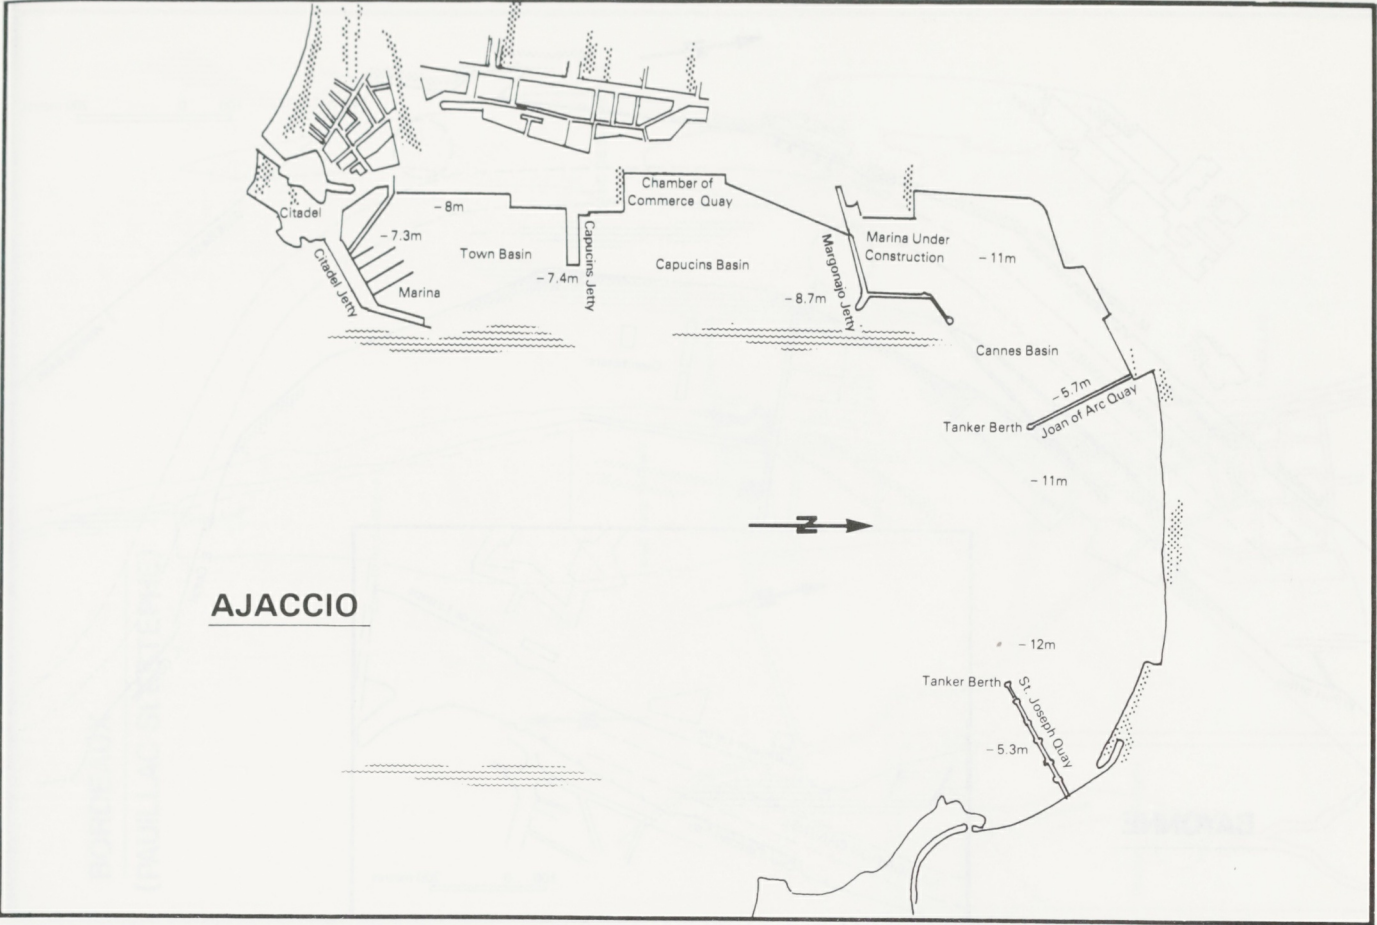 Chamber of
Commerce Quay
Citadel
- 8m
- 7.3m
Town Basin
Capucins Jetty
Capucins Basin
Margonajo Jetty
Marina Under
Construction
- 11m
Citadel Jetty
- 7.4m
Marina
- 8.7m
Cannes Basin
- 5.7m
Joan of Arc Quay
Tanker Berth
- 11m
N
AJACCIO
- 12m
Tanker Berth
St. Joseph Quay
- 5.3m